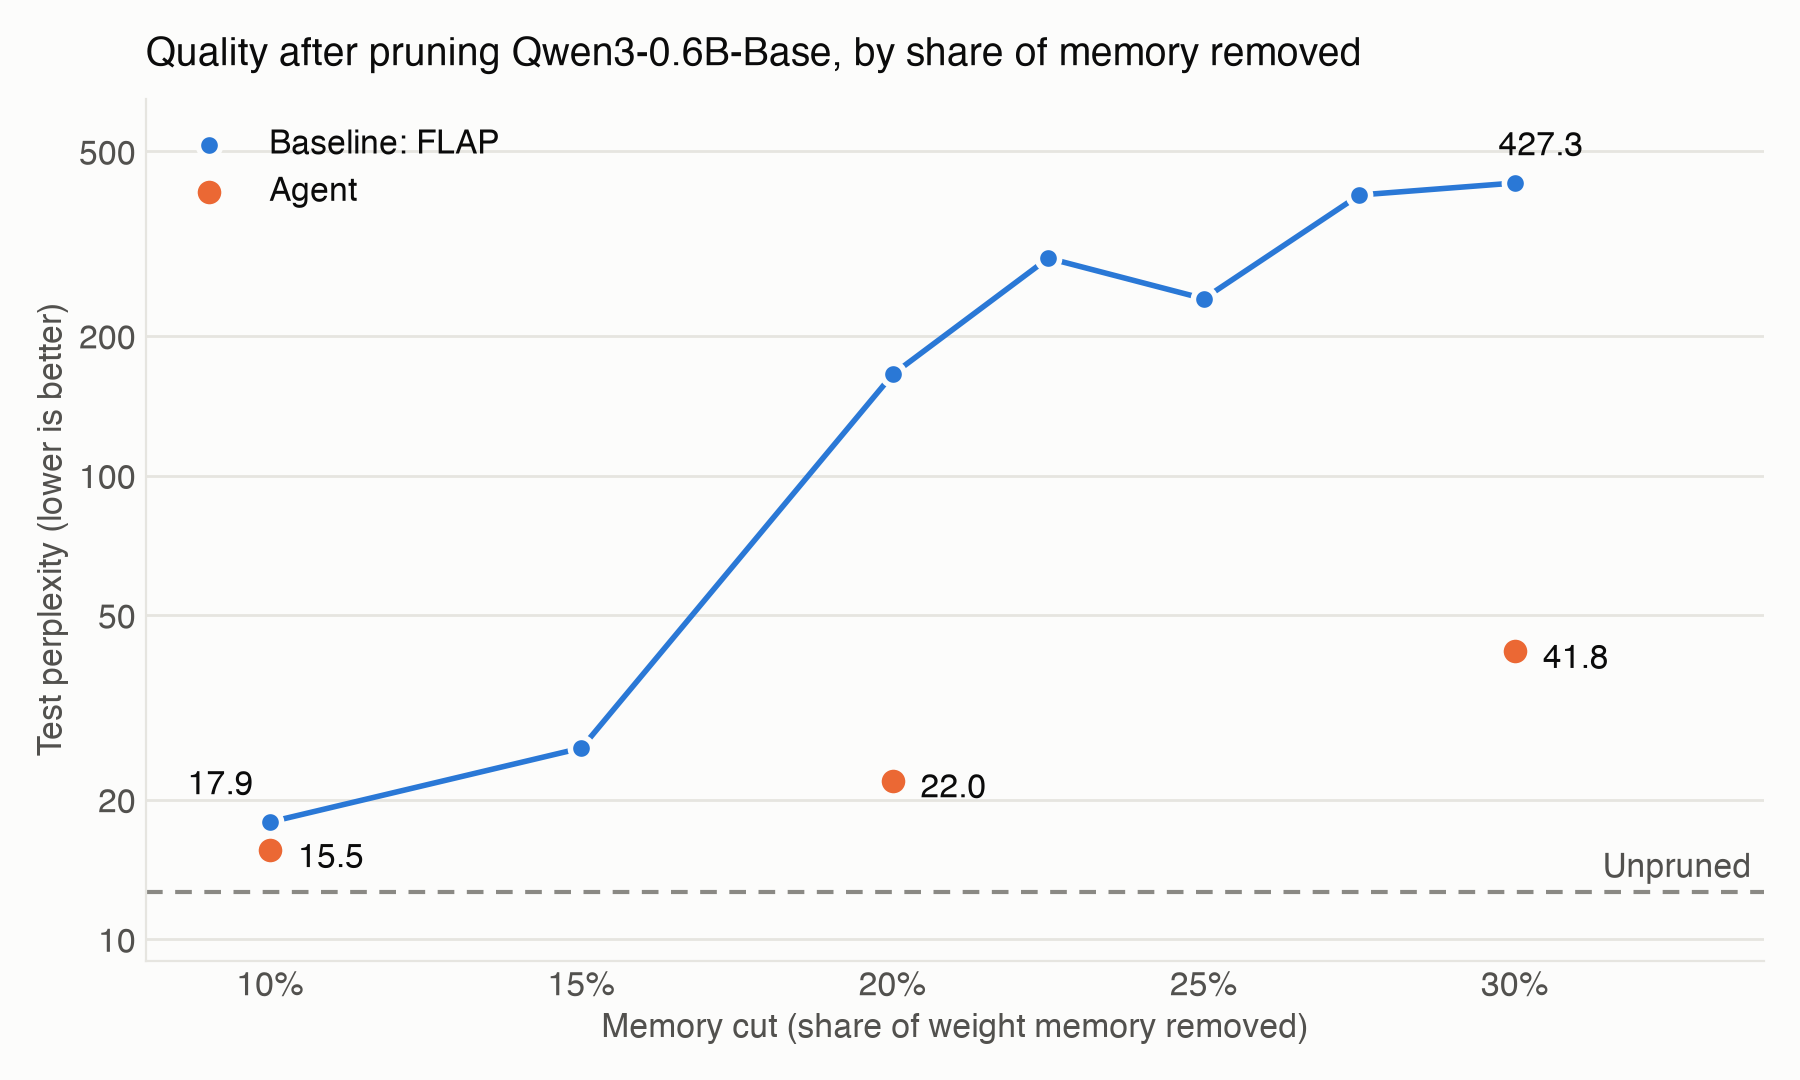 Quality after pruning Qwen3-0.6B-Base, by share of memory removed
Baseline: FLAP
Agent
Test perplexity (lower is better)
500
200
100
50
20
10
427.3
41.8
22.0
17.9
15.5
Unpruned
10%
15%
20%
25%
30%
Memory cut (share of weight memory removed)